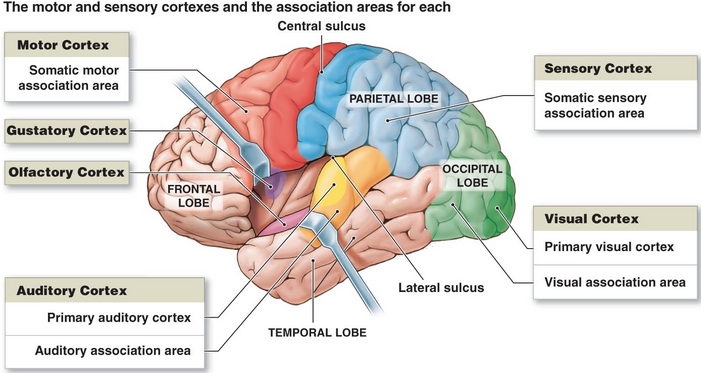 The motor and sensory cortexes and the association areas for each
Central sulcus
Motor Cortex
Somatic motor
association area
Gustatory Cortex
Olfactory Cortex
FRONTAL
LOBE
PARIETAL LOBE
OCCIPITAL
LOBE
Sensory Cortex
Somatic sensory
association area
Visual Cortex
Primary visual cortex
Visual association area
Auditory Cortex
Primary auditory cortex
Auditory association area
Lateral sulcus
TEMPORAL LOBE